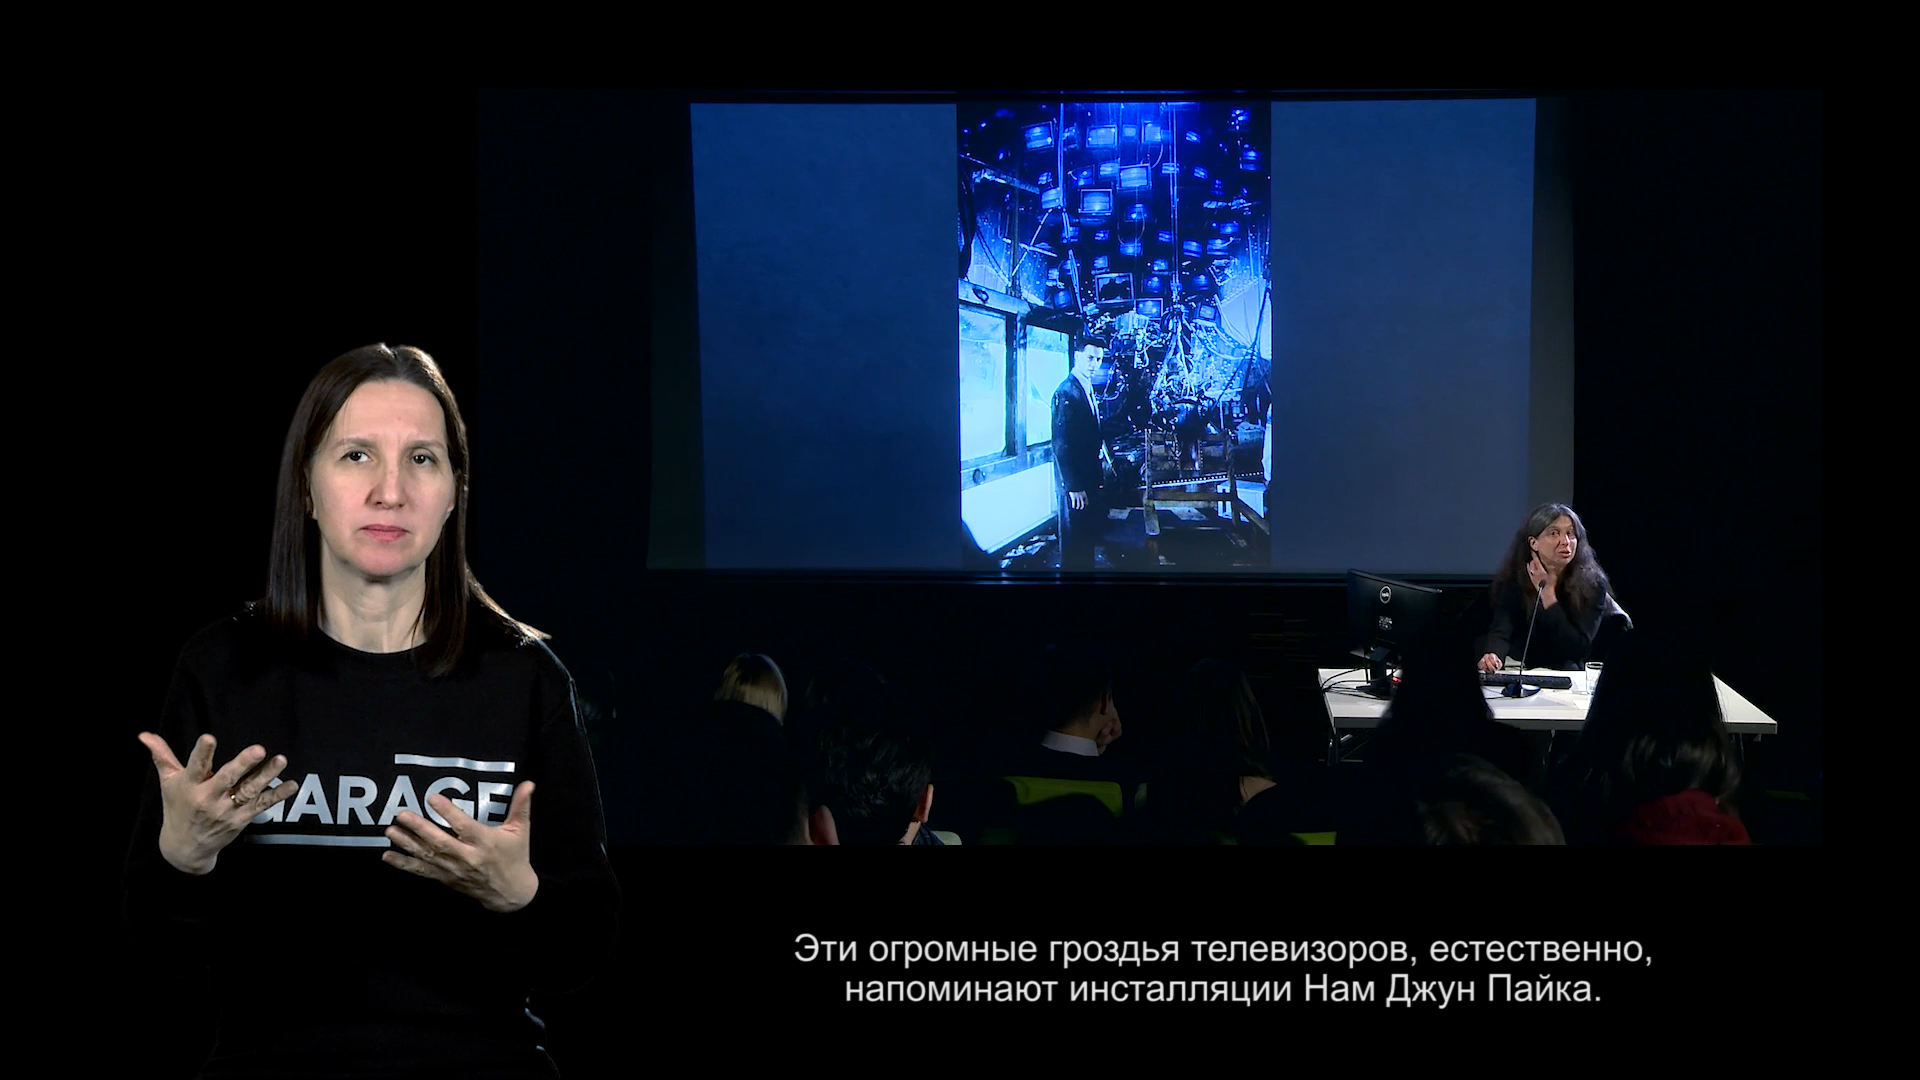 GARAGE
Эти огромные гроздья телевизоров, естественно,
напоминают инсталляции Нам Джун Пайка.